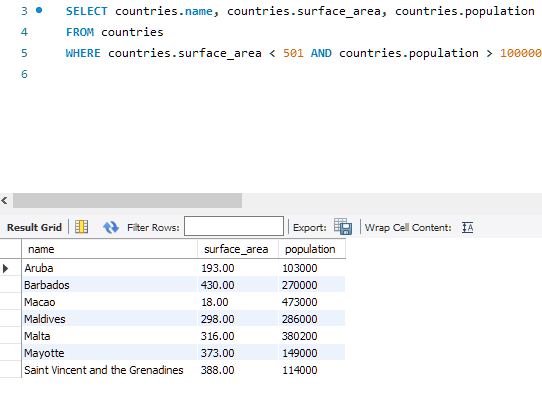 3 SELECT countries.name, countries.surface_area, countries.population
4 FROM countries
5 WHERE countries.surface_area < 501 AND countries.population > 100000
6
Result Grid Filter Rows: Export: Wrap Cell Content:
name surface_area population
Aruba 193.00 103000
Barbados 430.00 270000
Macao 18.00 473000
Maldives 298.00 286000
Malta 316.00 380200
Mayotte 373.00 149000
Saint Vincent and the Grenadines 388.00 114000